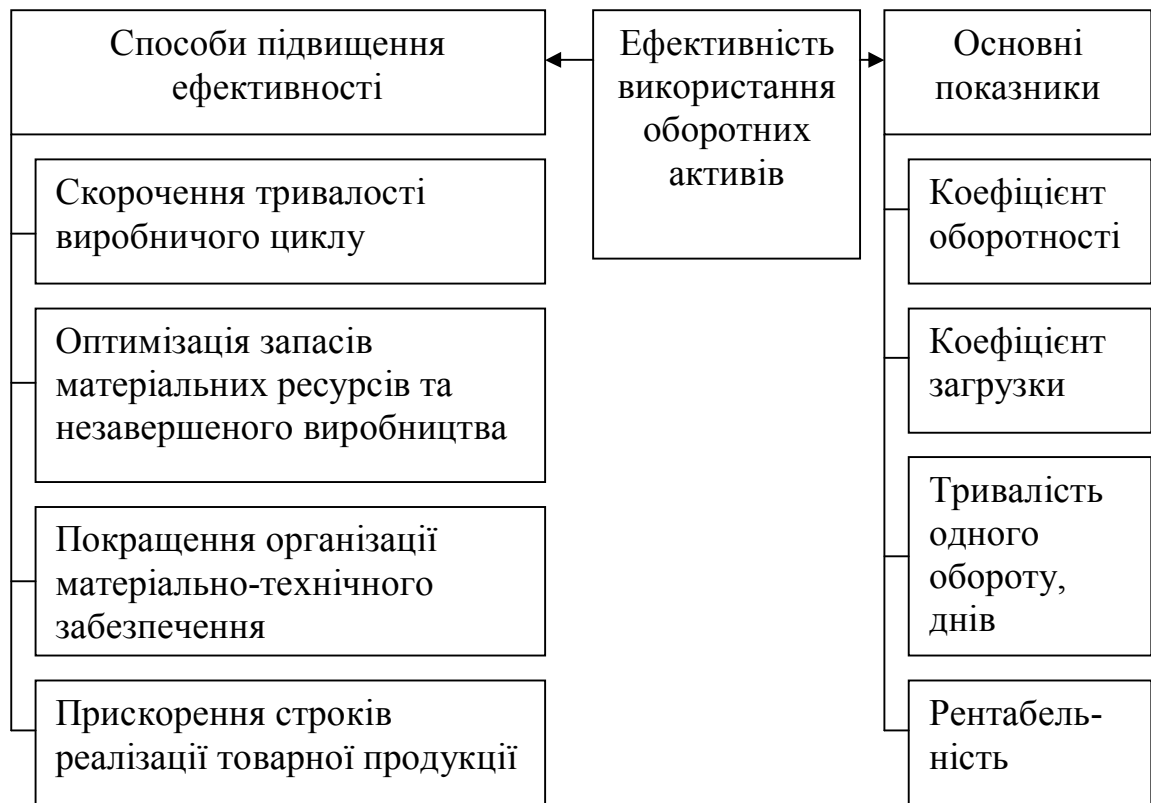 Способи підвищення
ефективності
Скорочення тривалості
виробничого циклу
Оптимізація запасів
матеріальних ресурсів та
незавершеного виробництва
Покращення організації
матеріально-технічного
забезпечення
Прискорення строків
реалізації товарної продукції
Ефективність
використання
оборотних
активів
Основні
показники
Коефіцієнт
оборотності
Коефіцієнт
загрузки
Тривалість
одного
обороту,
днів
Рентабель-
ність